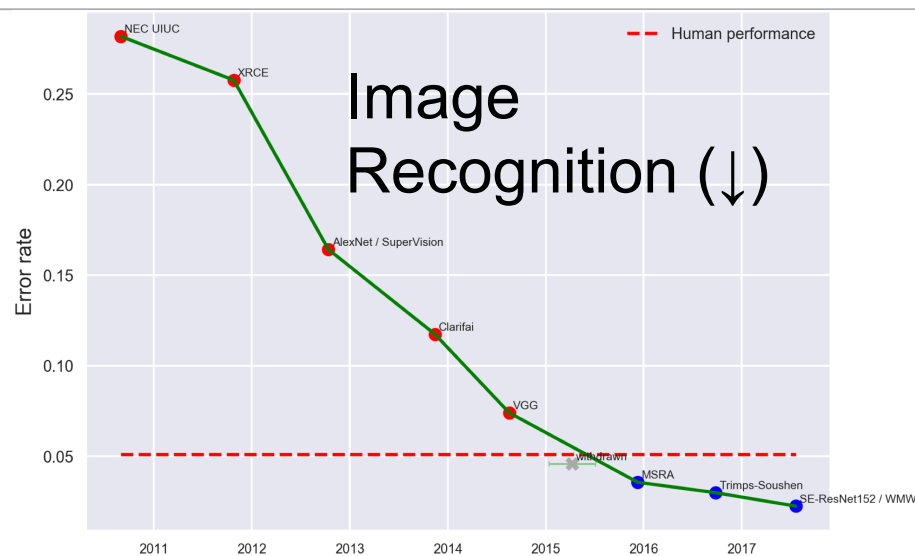 NEC UIUC
Human performance
XRCE
Image
Recognition (↓)
0.25
0.20
AlexNet / SuperVision
Error rate
0.15
Clarifai
0.10
VGG
0.05
withdrawn
MSRA
Trimps-Soushen
SE-ResNet152 / WMW
2011 2012 2013 2014 2015 2016 2017